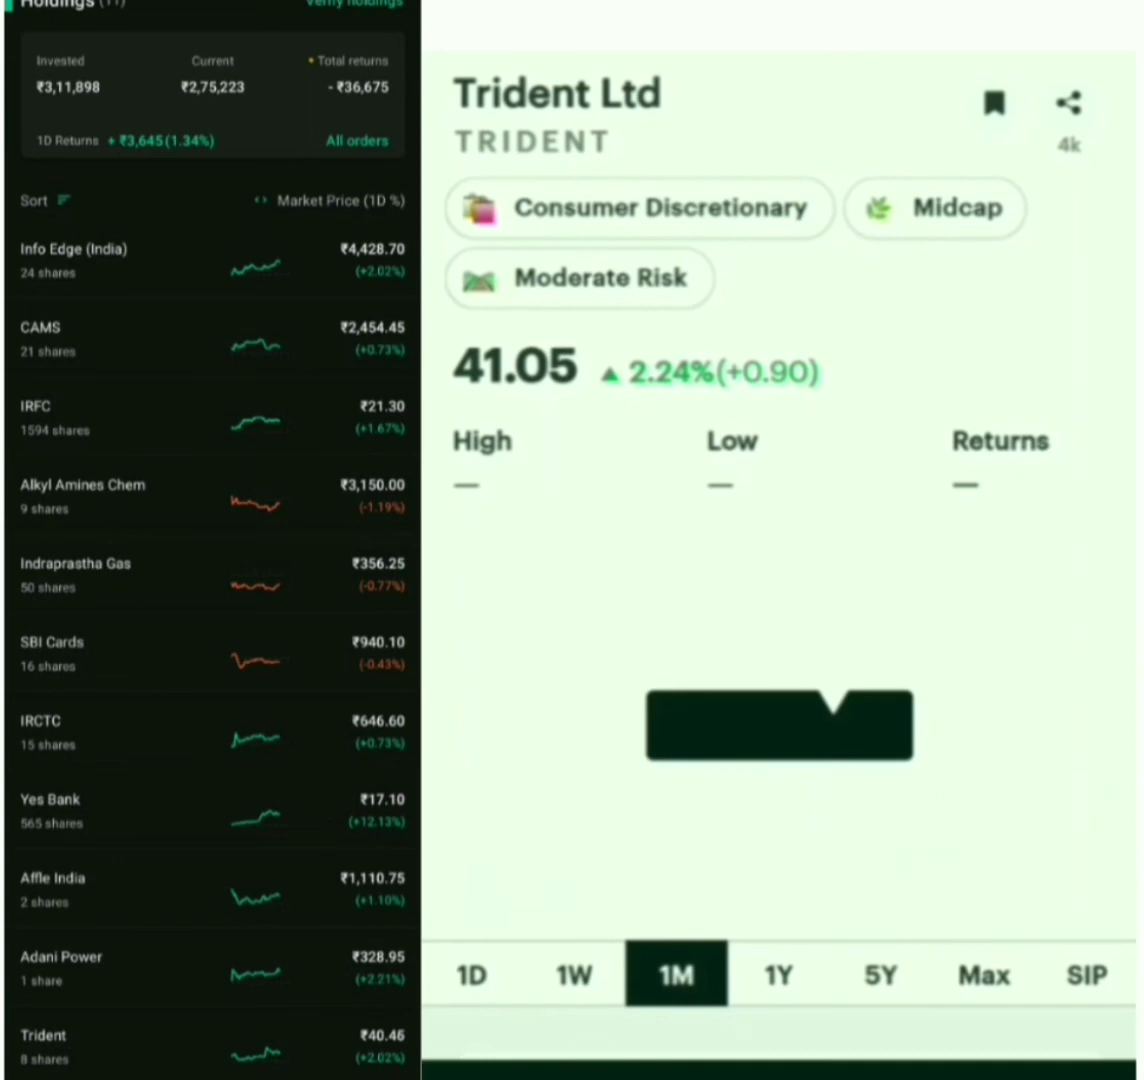 Holdings (11) Verify holdings
Invested Current Total returns
₹3,11,898 ₹2,75,223 - ₹36,675
1D Returns + ₹3,645(1.34%) All orders
Sort Market Price (1D %)
Info Edge (India) ₹4,428.70
24 shares (+2.02%)
CAMS ₹2,454.45
21 shares (+0.73%)
IRFC ₹21.30
1594 shares (+1.67%)
Alkyl Amines Chem ₹3,150.00
9 shares (-1.19%)
Indraprastha Gas ₹356.25
50 shares (-0.77%)
SBI Cards ₹940.10
16 shares (-0.43%)
IRCTC ₹646.60
15 shares (+0.73%)
Yes Bank ₹17.10
565 shares (+12.13%)
Affle India ₹1,110.75
2 shares (+1.10%)
Adani Power ₹328.95
1 share (+2.21%)
Trident ₹40.45
8 shares (+2.02%)
Trident Ltd
TRIDENT 4k
Consumer Discretionary Midcap
Moderate Risk
41.05 ▲ 2.24%(+0.90)
High Low Returns
— — —
1D 1W 1M 1Y 5Y Max SIP